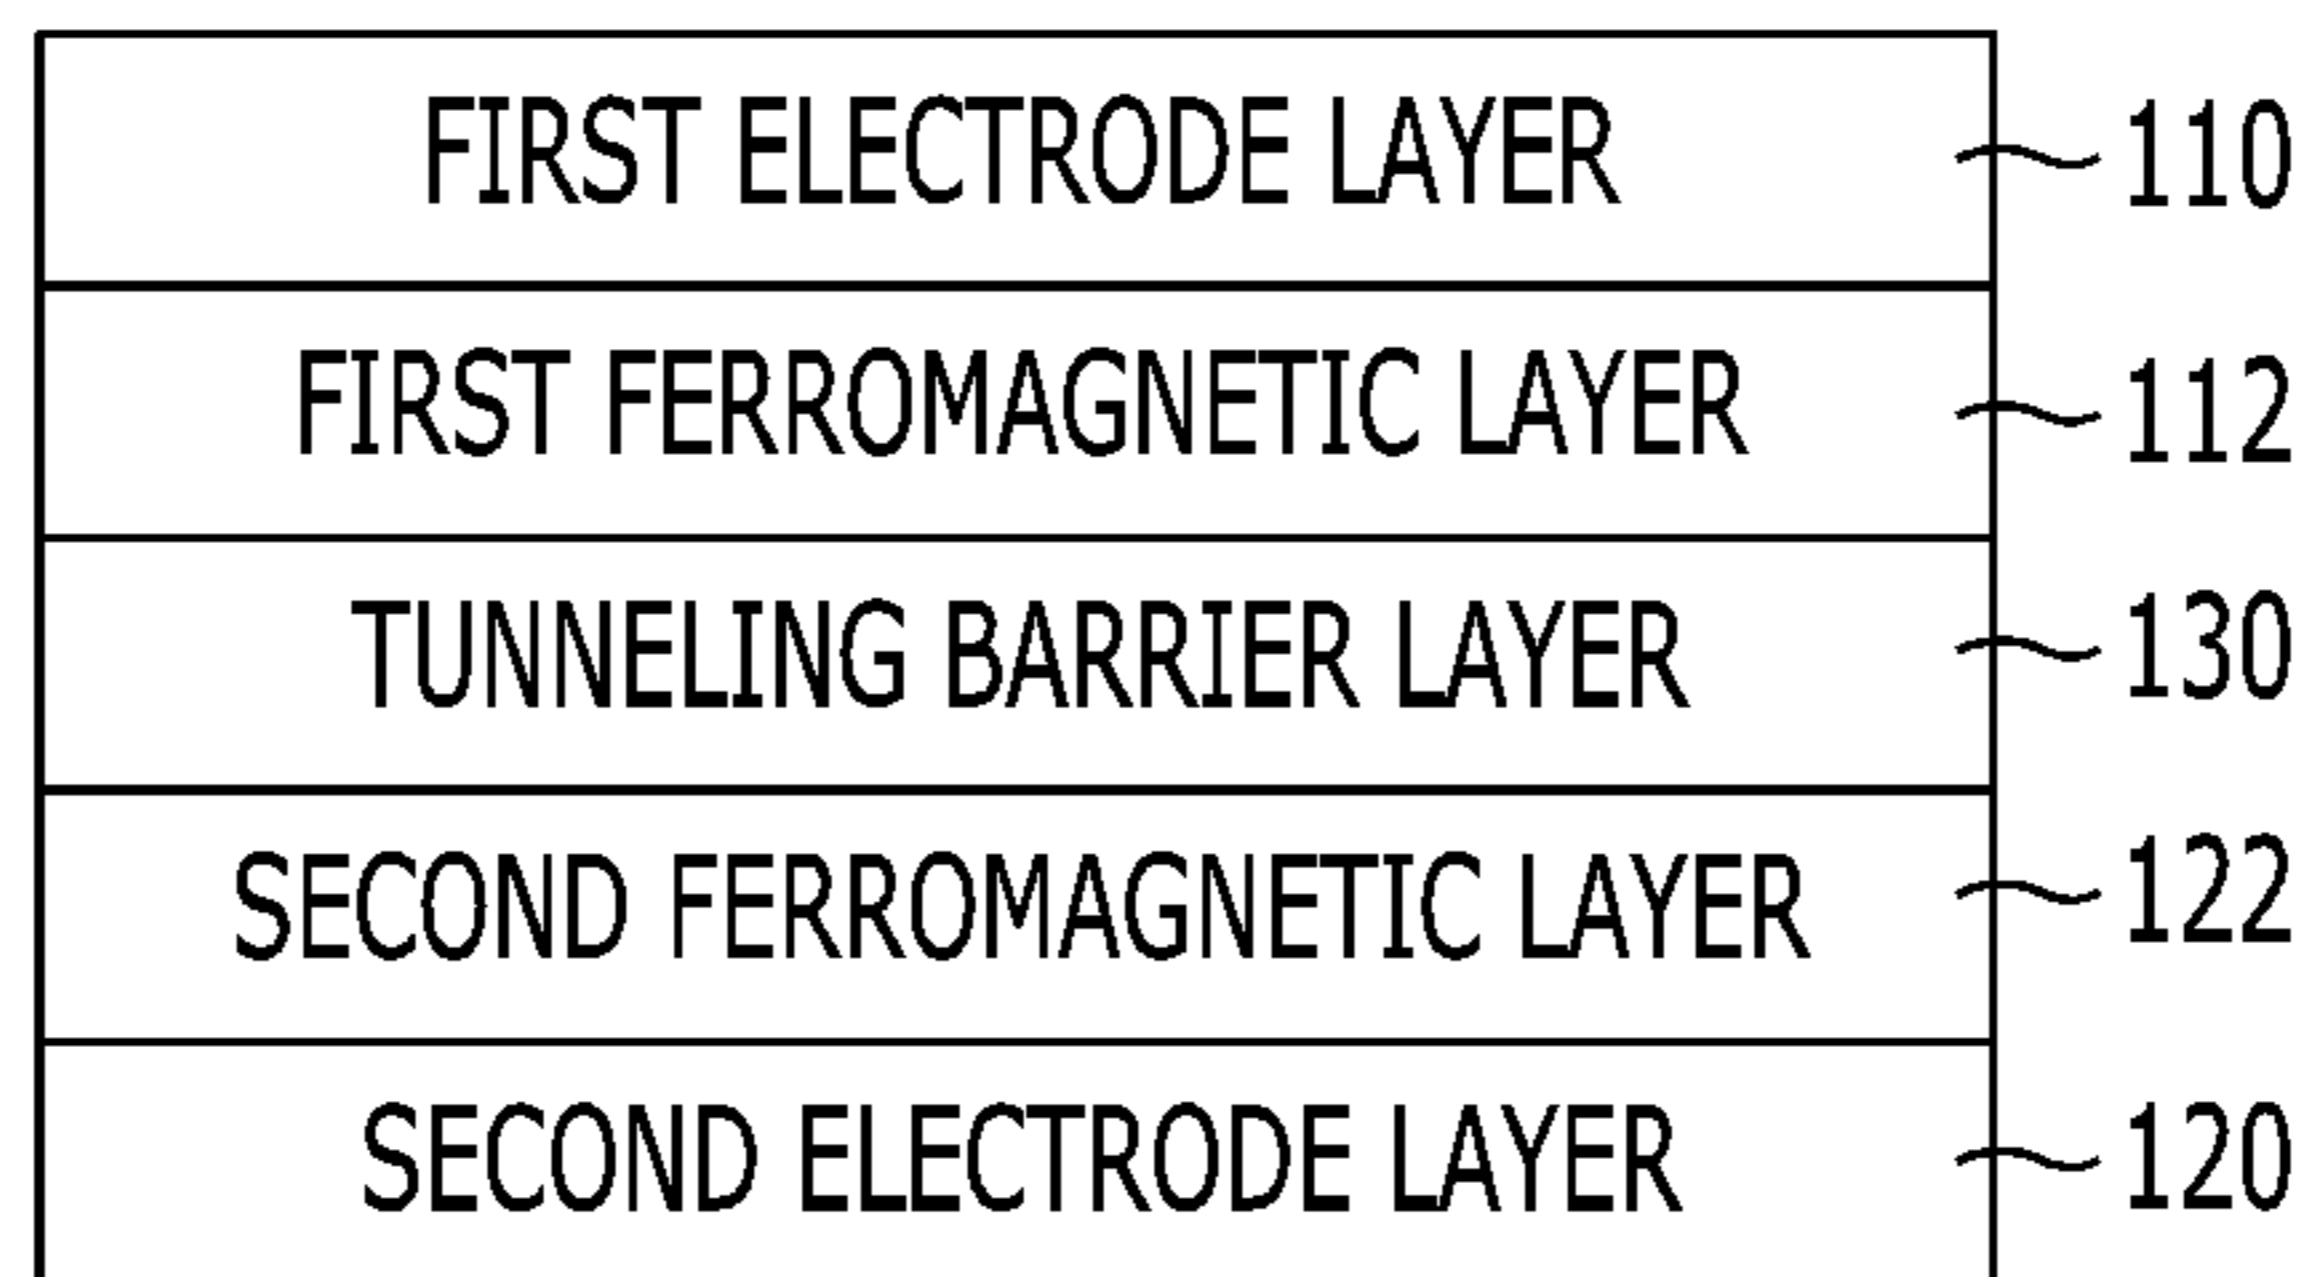 FIRST ELECTRODE LAYER 110
FIRST FERROMAGNETIC LAYER 112
TUNNELING BARRIER LAYER 130
SECOND FERROMAGNETIC LAYER 122
SECOND ELECTRODE LAYER 120